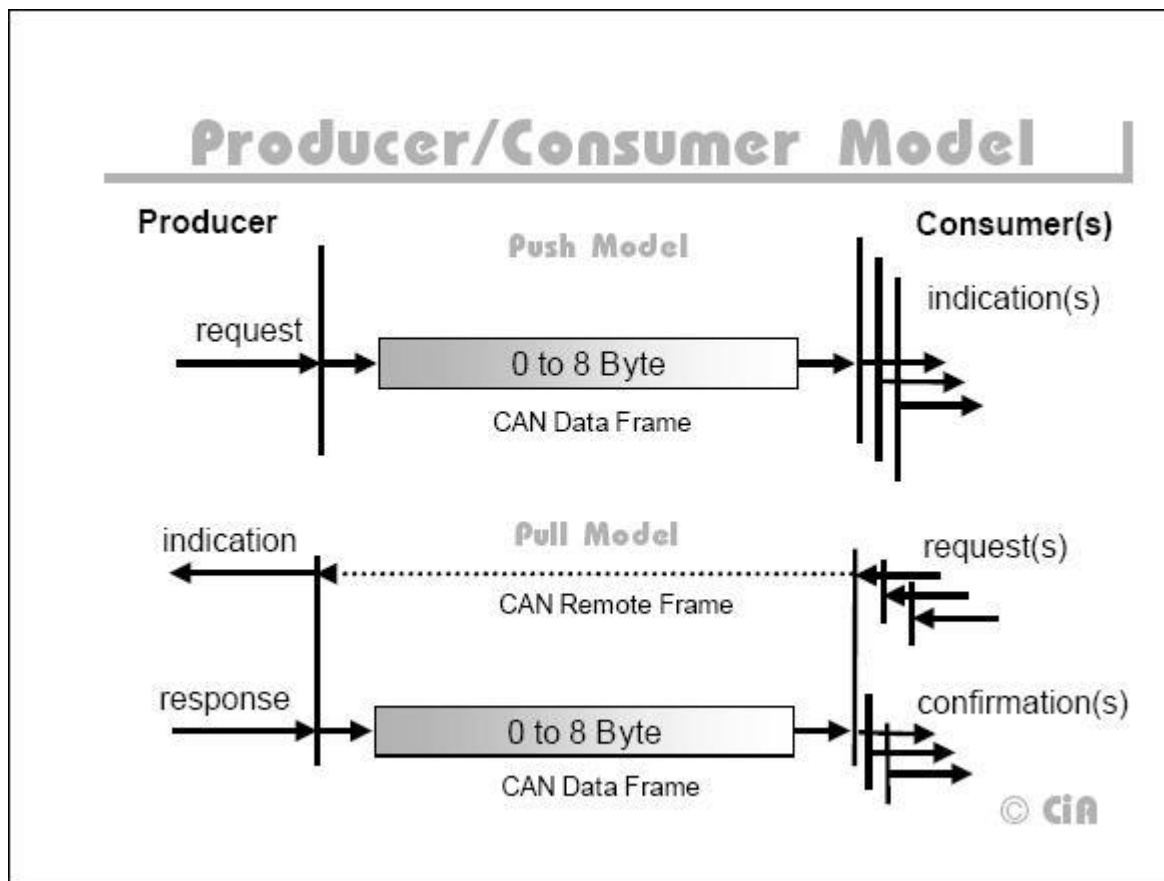 Producer/Consumer Model
Producer
Push Model
Consumer(s)
request
indication(s)
0 to 8 Byte
CAN Data Frame
indication
Pull Model
request(s)
CAN Remote Frame
response
confirmation(s)
0 to 8 Byte
CAN Data Frame
© CiA